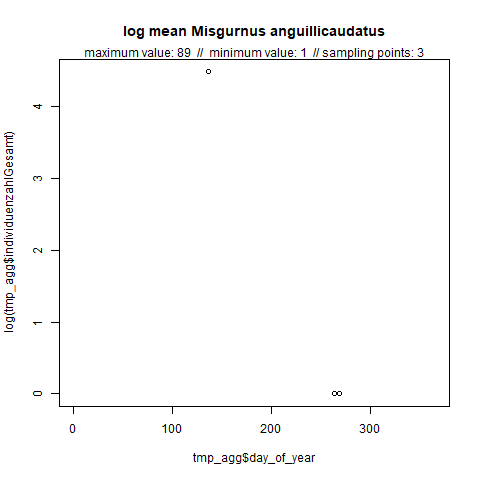 log mean Misgurnus anguillicaudatus
maximum value: 89 // minimum value: 1 // sampling points: 3
log(tmp_agg$individuenzahlGesamt)
4
3
2
1
0
0 100 200 300
tmp_agg$day_of_year